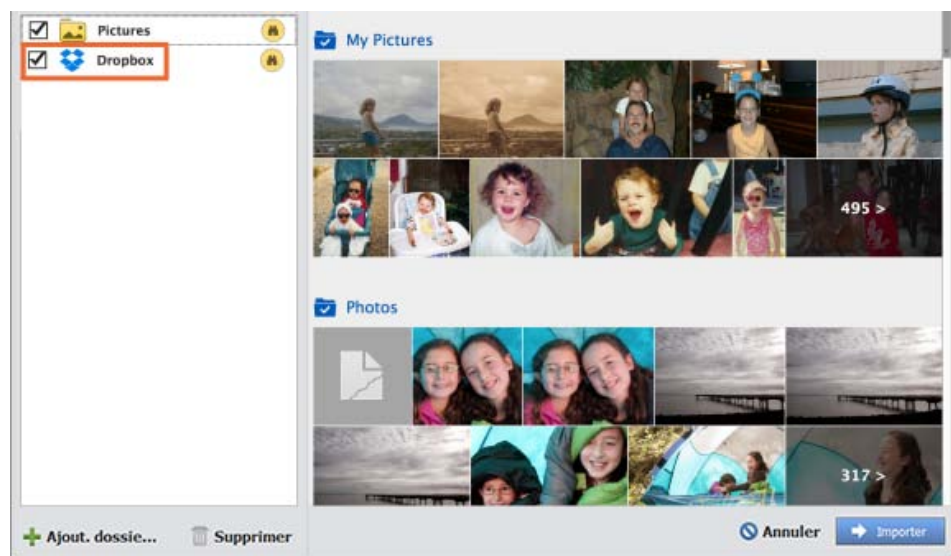 Pictures
Dropbox
My Pictures
495 >
Photos
317 >
Ajout. dossie...
Supprimer
Annuler
Importer